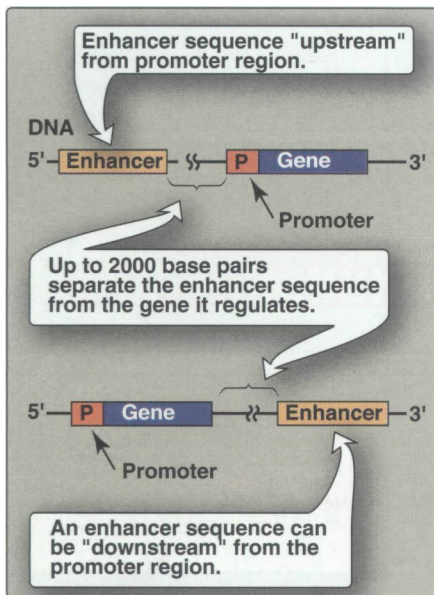 Enhancer sequence "upstream"
from promoter region.
DNA
5' Enhancer P Gene 3'
Promoter
Up to 2000 base pairs
separate the enhancer sequence
from the gene it regulates.
5' P Gene Enhancer 3'
Promoter
An enhancer sequence can
be "downstream" from the
promoter region.